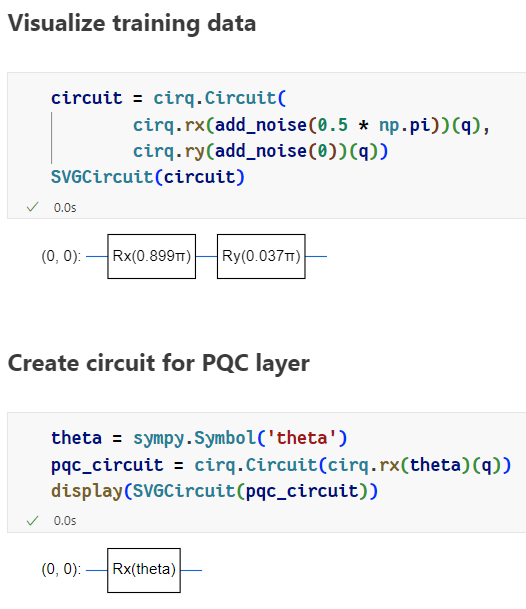 Visualize training data
circuit = cirq.Circuit(
cirq.rx(add_noise(0.5 * np.pi))(q),
cirq.ry(add_noise(0))(q))
SVGCircuit(circuit)
✓ 0.0s
(0, 0): Rx(0.899π) Ry(0.037π)
Create circuit for PQC layer
theta = sympy.Symbol('theta')
pqc_circuit = cirq.Circuit(cirq.rx(theta)(q))
display(SVGCircuit(pqc_circuit))
✓ 0.0s
(0, 0): Rx(theta)